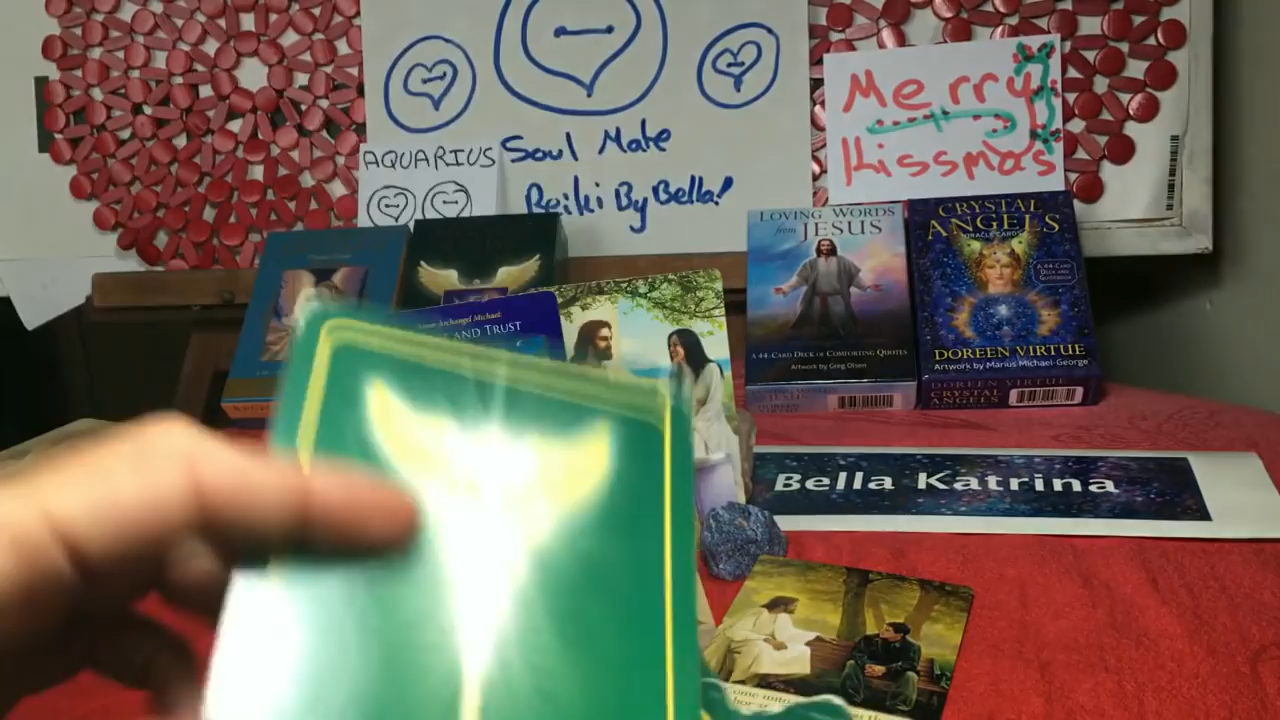 Soul Mate
Reiki By Bella!
AQUARIUS
Merry
Kissmas
LOVING WORDS
from JESUS
A 44-CARD DECK OF COMFORTING QUOTES
Artwork by Greg Olsen
CRYSTAL
ANGELS
ORACLE CARDS
A 44-CARD
DECK AND
GUIDEBOOK
DOREEN VIRTUE
Artwork by Marius Michael-George
DOREEN VIRTUE
CRYSTAL
ANGELS
Archangel Michael:
AND TRUST
Bella Katrina
Come with